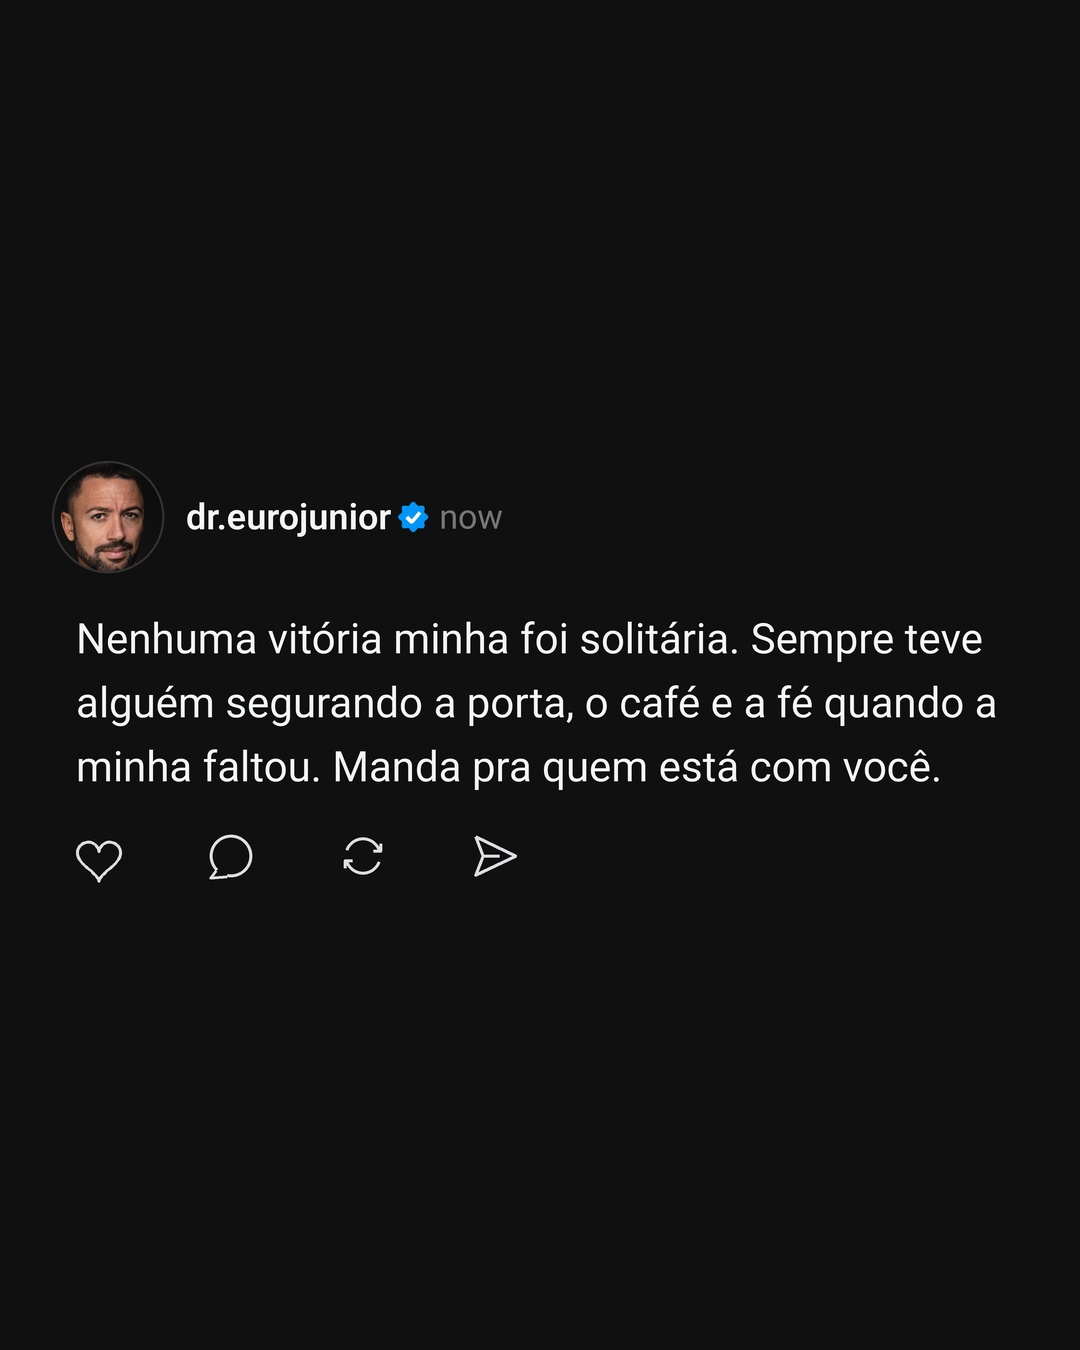 dr.eurojunior now
Nenhuma vitória minha foi solitária. Sempre teve
alguém segurando a porta, o café e a fé quando a
minha faltou. Manda pra quem está com você.